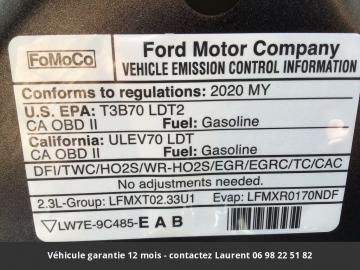 FoMoCo
Ford Motor Company
VEHICLE EMISSION CONTROL INFORMATION
Conforms to regulations: 2020 MY
U.S. EPA: T3B70 LDT2
CA OBD II Fuel: Gasoline
California: ULEV70 LDT
CA OBD II Fuel: Gasoline
DFI/TWC/HO2S/WR-HO2S/EGR/EGRC/TC/CAC
No adjustments needed.
2.3L-Group: LFMXT02.33U1 Evap: LFMXR0170NDF
LW7E-9C485-E A B
Véhicule garantie 12 mois - contactez Laurent 06 98 22 51 82